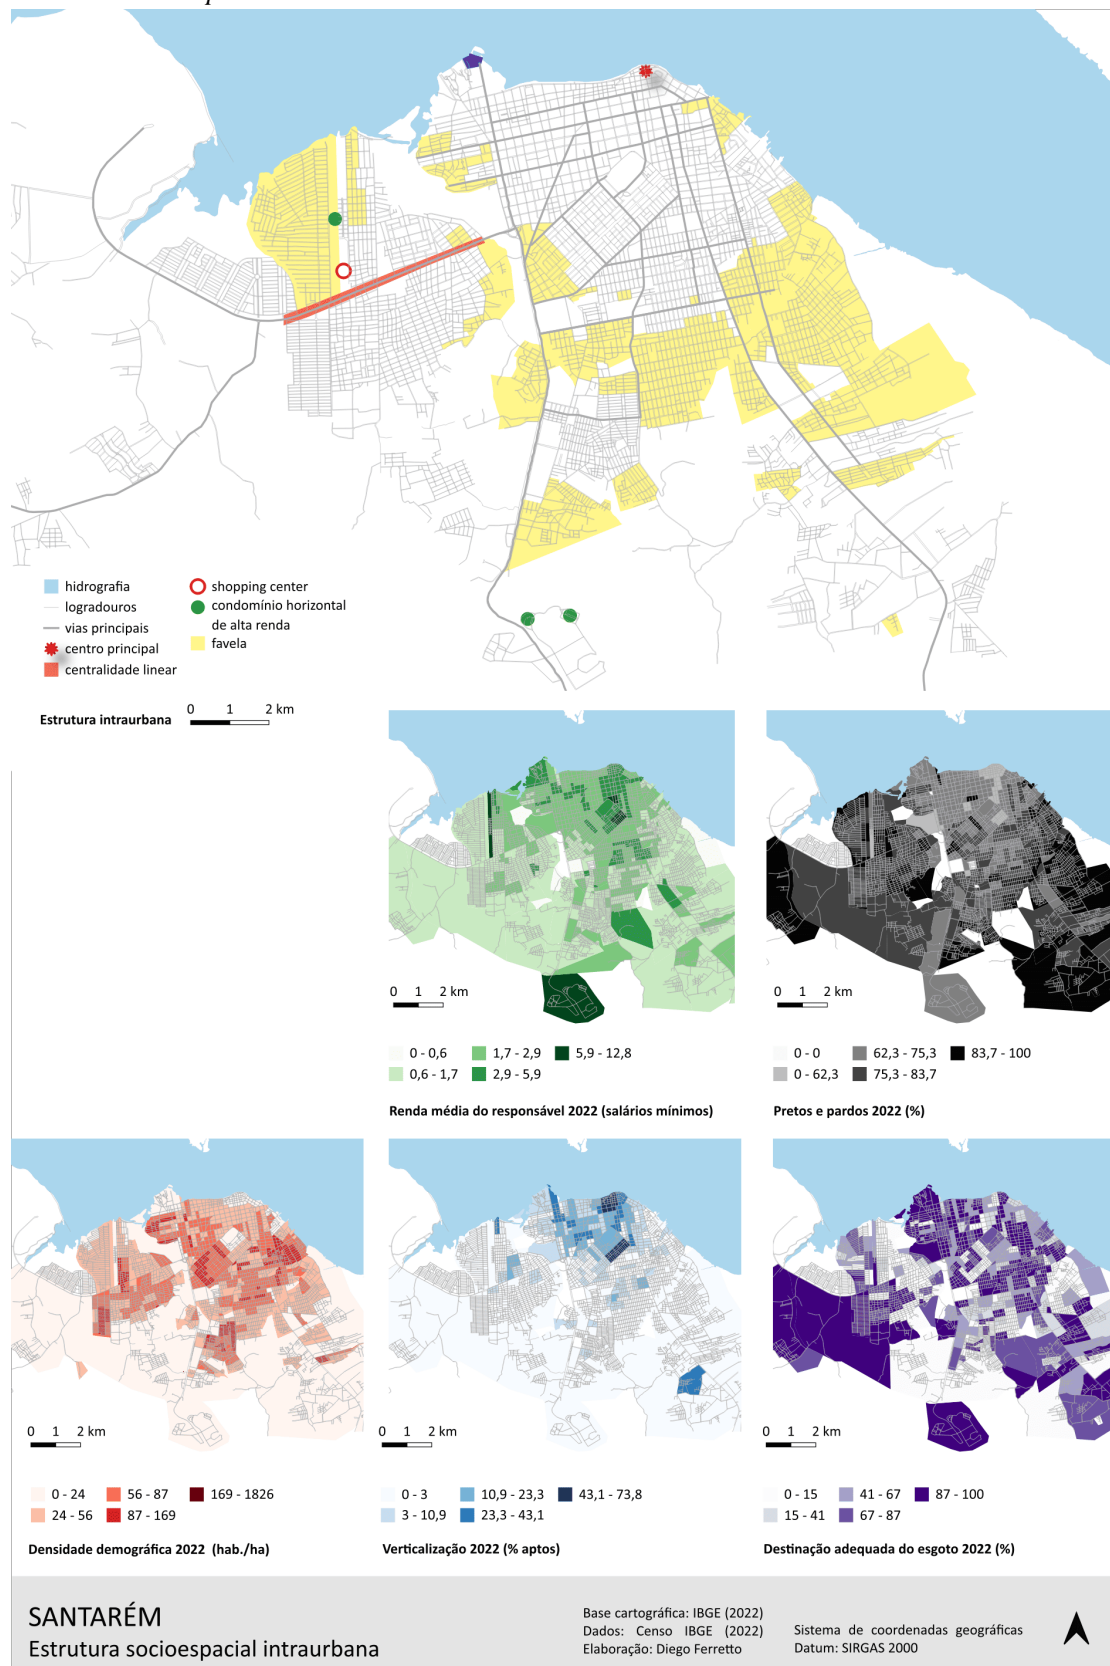 hidrografia
logradouros
vias principais
centro principal
centralidade linear
shopping center
condomínio horizontal
de alta renda
favela
Estrutura intraurbana
0 1 2 km
0 1 2 km
0 - 0,6
0,6 - 1,7
1,7 - 2,9
2,9 - 5,9
5,9 - 12,8
Renda média do responsável 2022 (salários mínimos)
0 1 2 km
0 - 0
0 - 62,3
62,3 - 75,3
75,3 - 83,7
83,7 - 100
Pretos e pardos 2022 (%)
0 1 2 km
0 - 24
24 - 56
56 - 87
87 - 169
169 - 1826
Densidade demográfica 2022 (hab./ha)
0 1 2 km
0 - 3
3 - 10,9
10,9 - 23,3
23,3 - 43,1
43,1 - 73,8
Verticalização 2022 (% aptos)
0 1 2 km
0 - 15
15 - 41
41 - 67
67 - 87
87 - 100
Destinação adequada do esgoto 2022 (%)
SANTARÉM
Estrutura socioespacial intraurbana
Base cartográfica: IBGE (2022)
Dados: Censo IBGE (2022)
Elaboração: Diego Ferretto
Sistema de coordenadas geográficas
Datum: SIRGAS 2000